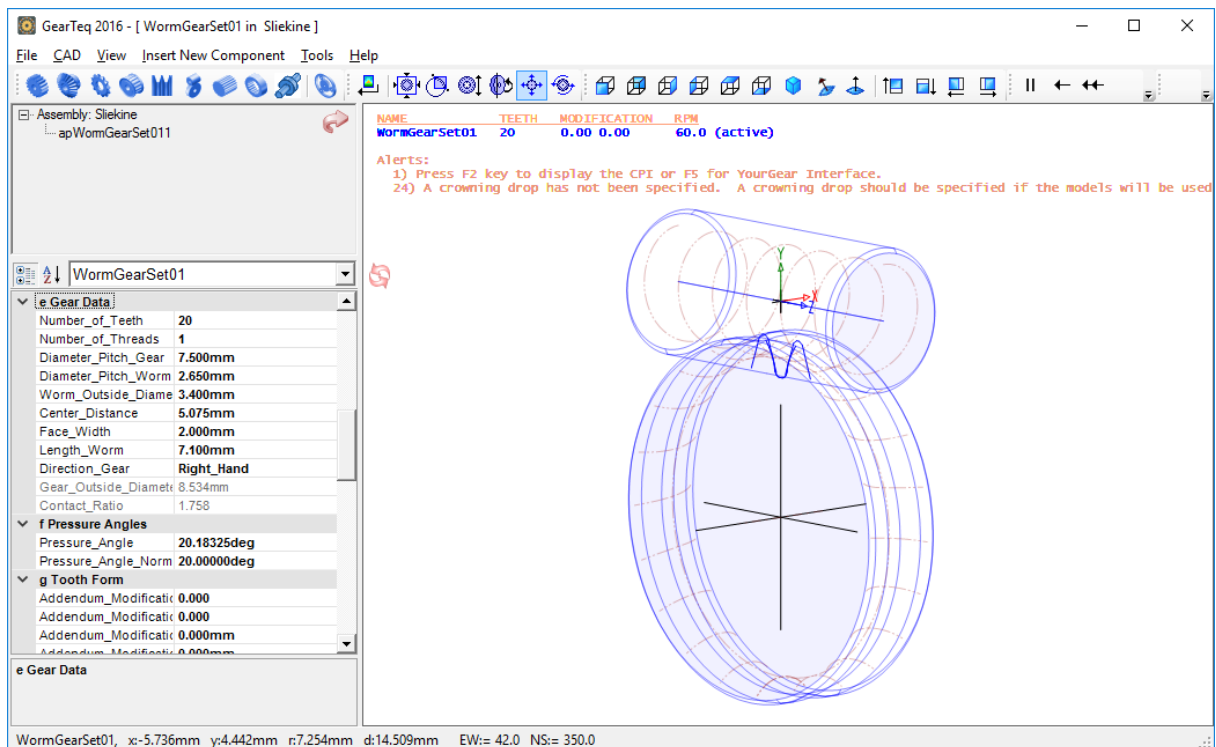 GearTeq 2016 - [ WormGearSet01 in Sliekine ]
File CAD View Insert New Component Tools Help
Assembly: Sliekine
apWormGearSet011
WormGearSet01
e Gear Data
Number_of_Teeth 20
Number_of_Threads 1
Diameter_Pitch_Gear 7.500mm
Diameter_Pitch_Worm 2.650mm
Worm_Outside_Diame 3.400mm
Center_Distance 5.075mm
Face_Width 2.000mm
Length_Worm 7.100mm
Direction_Gear Right_Hand
Gear_Outside_Diamete 8.534mm
Contact_Ratio 1.758
f Pressure Angles
Pressure_Angle 20.18325deg
Pressure_Angle_Norm 20.00000deg
g Tooth Form
Addendum_Modificatic 0.000
Addendum_Modificatic 0.000
Addendum_Modificatic 0.000mm
Addendum_Modificatic 0.000mm
e Gear Data
NAME TEETH MODIFICATION RPM
WormGearSet01 20 0.00 0.00 60.0 (active)
Alerts:
1) Press F2 key to display the CPI or F5 for YourGear Interface.
24) A crowning drop has not been specified. A crowning drop should be specified if the models will be used
Y
X
Z
WormGearSet01, x:-5.736mm y:4.442mm r:7.254mm d:14.509mm EW:= 42.0 NS:= 350.0